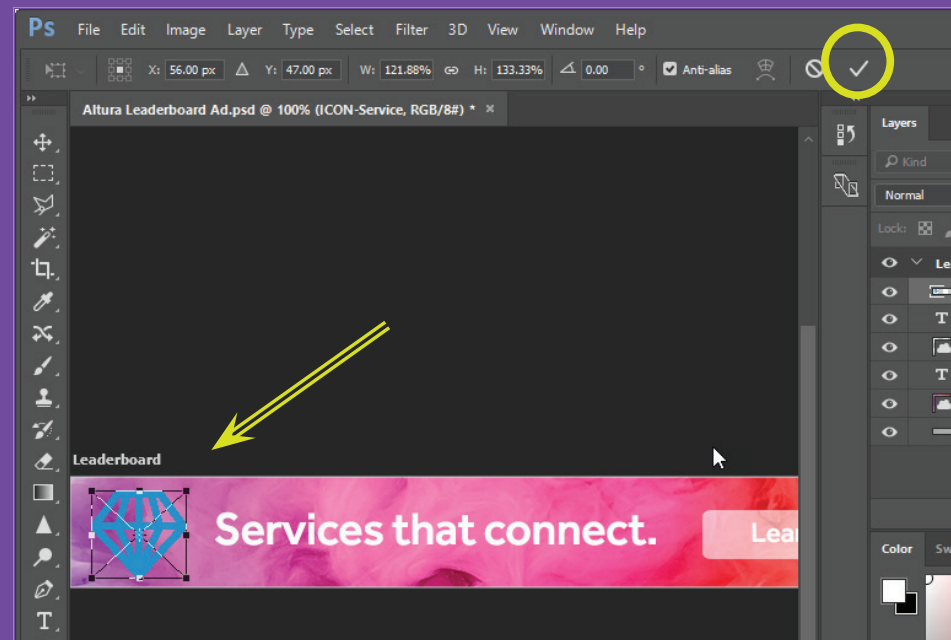 Ps File Edit Image Layer Type Select Filter 3D View Window Help
X: 56.00 px Y: 47.00 px W: 121.88% H: 133.33% 0.00 ° Anti-alias
Altura Leaderboard Ad.psd @ 100% (ICON-Service, RGB/8#) * ×
Layers
Kind
Normal
Lock:
Le
T
T
Leaderboard
Services that connect.
Lear
Color Sw
T